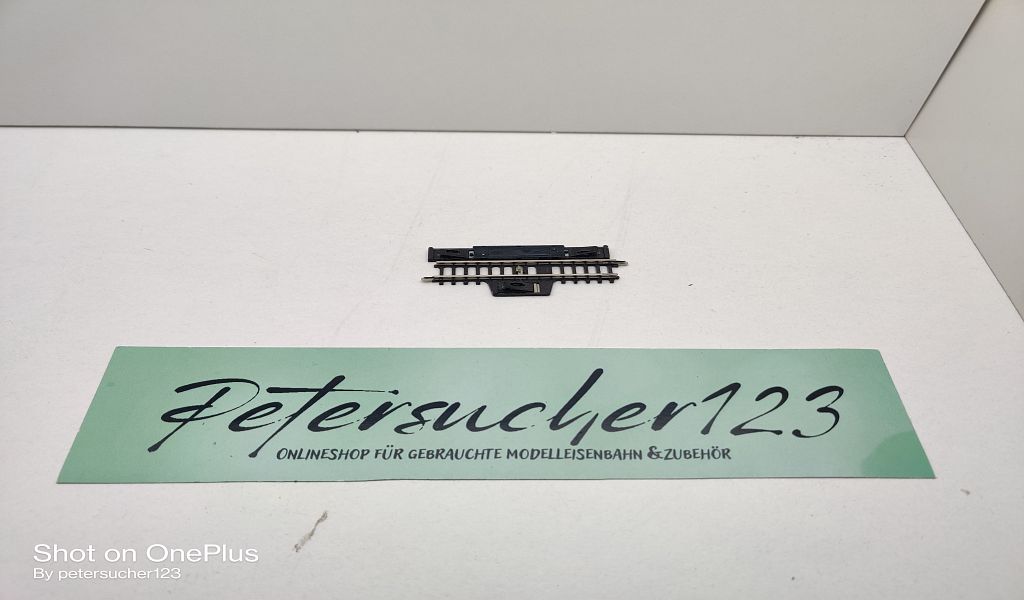 Petersucher123
ONLINESHOP FÜR GEBRAUCHTE MODELLEISENBAHN &ZUBEHÖR
Shot on OnePlus
By petersucher123